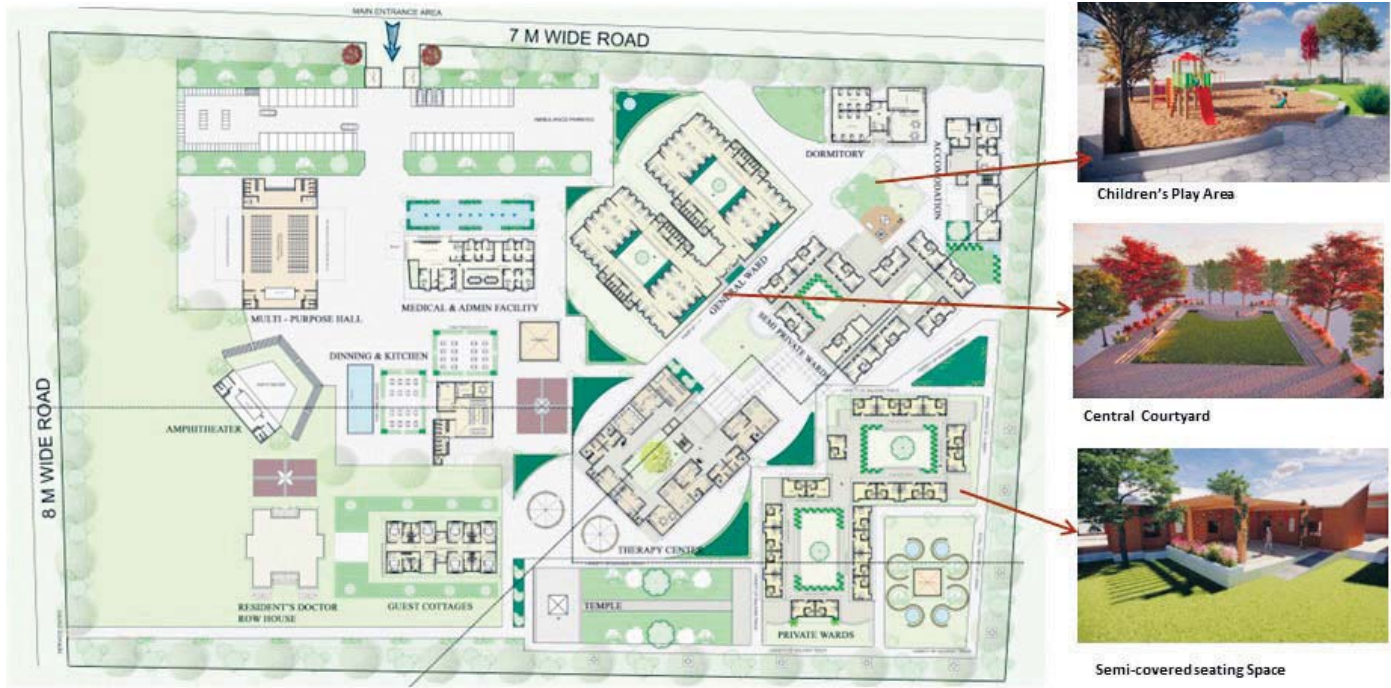 MAIN ENTRANCE AREA
7 M WIDE ROAD
8 M WIDE ROAD
AMBULANCE PARKING
DORMITORY
ACCOMODATION
MULTI - PURPOSE HALL
MEDICAL & ADMIN FACILITY
GENERAL WARD
SEMI PRIVATE WARDS
DINNING & KITCHEN
AMPHITHEATER
THERAPY CENTER
RESIDENT'S DOCTOR
ROW HOUSE
GUEST COTTAGES
TEMPLE
PRIVATE WARDS
Children's Play Area
Central Courtyard
Semi-covered seating Space